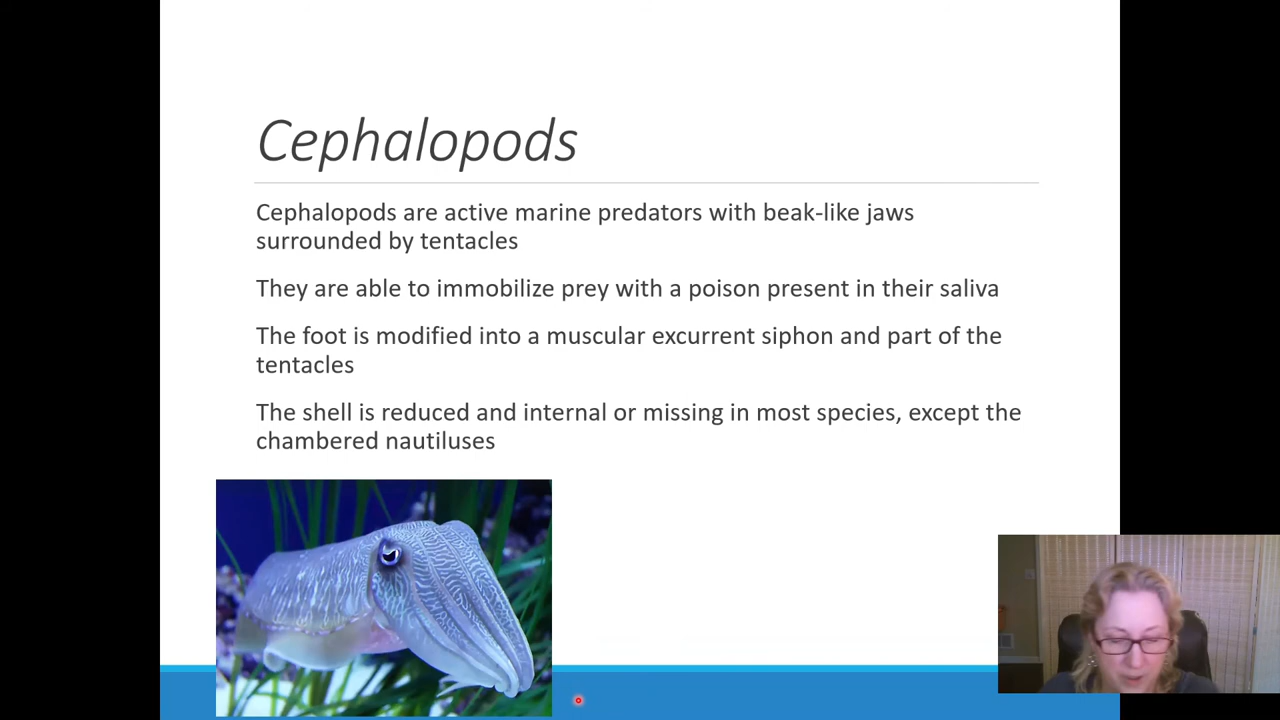 Cephalopods
Cephalopods are active marine predators with beak-like jaws
surrounded by tentacles
They are able to immobilize prey with a poison present in their saliva
The foot is modified into a muscular excurrent siphon and part of the
tentacles
The shell is reduced and internal or missing in most species, except the
chambered nautiluses